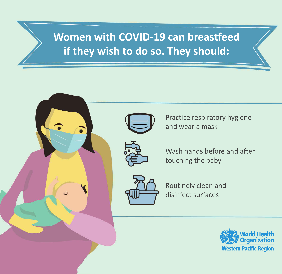 Women with COVID-19 can breastfeed
if they wish to do so. They should:
Practice respiratory hygiene
and wear a mask
Wash hands before and after
touching the baby
Routinely clean and
disinfect surfaces
World Health
Organization
Western Pacific Region